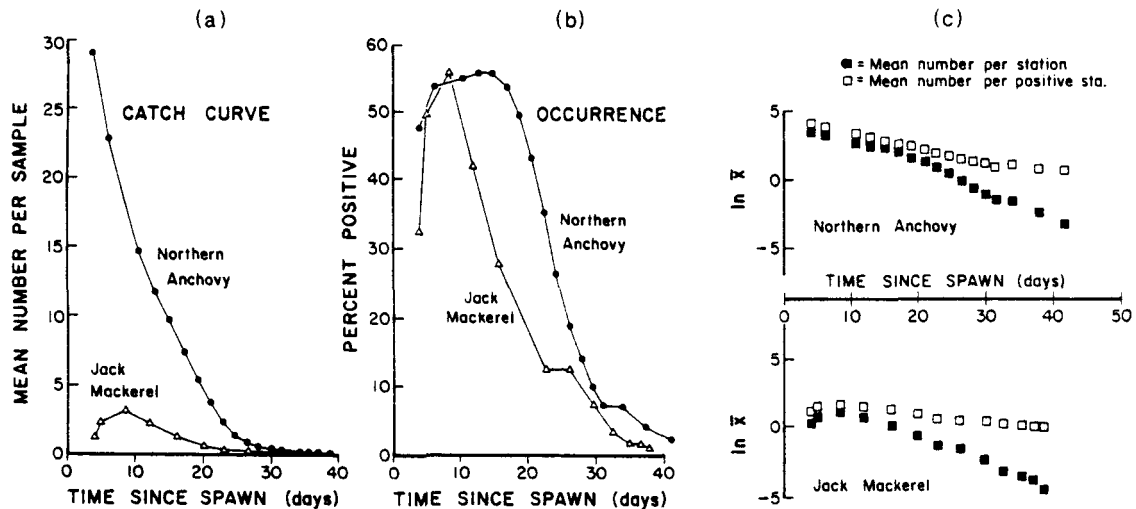 (a)
MEAN NUMBER PER SAMPLE
30
25
20
15
10
5
0
CATCH CURVE
Northern
Anchovy
Jack
Mackerel
0 10 20 30 40
TIME SINCE SPAWN (days)
(b)
PERCENT POSITIVE
60
50
40
30
20
10
0
OCCURRENCE
Northern
Anchovy
Jack
Mackerel
0 10 20 30 40
TIME SINCE SPAWN (days)
(c)
= Mean number per station
= Mean number per positive sta.
ln x̄
5
0
-5
Northern Anchovy
TIME SINCE SPAWN (days)
0 10 20 30 40 50
ln x̄
5
0
-5
Jack Mackerel